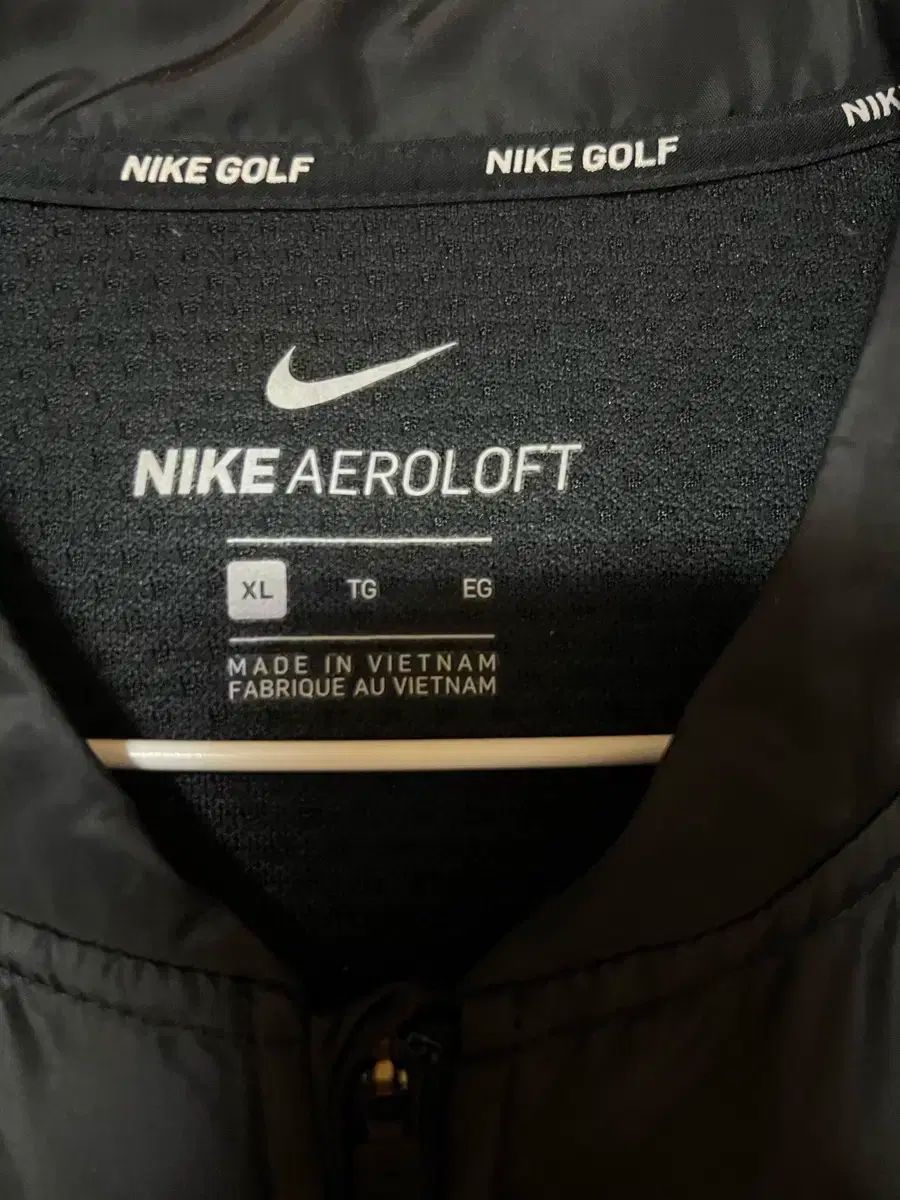 NIKE GOLF NIKE GOLF NIK
NIKE AEROLOFT
XL TG EG
MADE IN VIETNAM
FABRIQUE AU VIETNAM